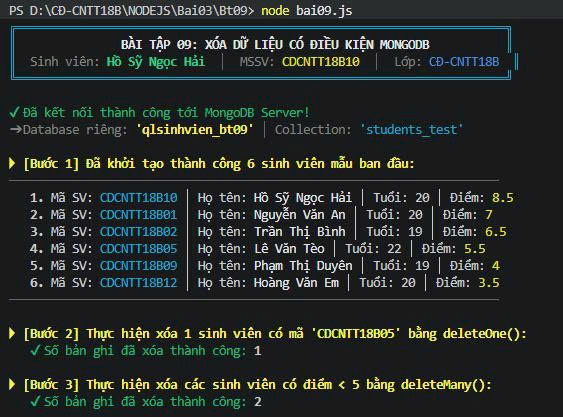 PS D:\CĐ-CNTT18B\NODEJS\Bai03\Bt09> node bai09.js
BÀI TẬP 09: XÓA DỮ LIỆU CÓ ĐIỀU KIỆN MONGODB
Sinh viên: Hồ Sỹ Ngọc Hải | MSSV: CDCNTT18B10 | Lớp: CĐ-CNTT18B
✓ Đã kết nối thành công tới MongoDB Server!
➔Database riêng: 'qlsinhvien_bt09' | Collection: 'students_test'
[Bước 1] Đã khởi tạo thành công 6 sinh viên mẫu ban đầu:
1. Mã SV: CDCNTT18B10 | Họ tên: Hồ Sỹ Ngọc Hải | Tuổi: 20 | Điểm: 8.5
2. Mã SV: CDCNTT18B01 | Họ tên: Nguyễn Văn An | Tuổi: 20 | Điểm: 7
3. Mã SV: CDCNTT18B02 | Họ tên: Trần Thị Bình | Tuổi: 19 | Điểm: 6.5
4. Mã SV: CDCNTT18B05 | Họ tên: Lê Văn Tèo | Tuổi: 22 | Điểm: 5.5
5. Mã SV: CDCNTT18B09 | Họ tên: Phạm Thị Duyên | Tuổi: 19 | Điểm: 4
6. Mã SV: CDCNTT18B12 | Họ tên: Hoàng Văn Em | Tuổi: 20 | Điểm: 3.5
[Bước 2] Thực hiện xóa 1 sinh viên có mã 'CDCNTT18B05' bằng deleteOne():
✓ Số bản ghi đã xóa thành công: 1
[Bước 3] Thực hiện xóa các sinh viên có điểm < 5 bằng deleteMany():
✓ Số bản ghi đã xóa thành công: 2